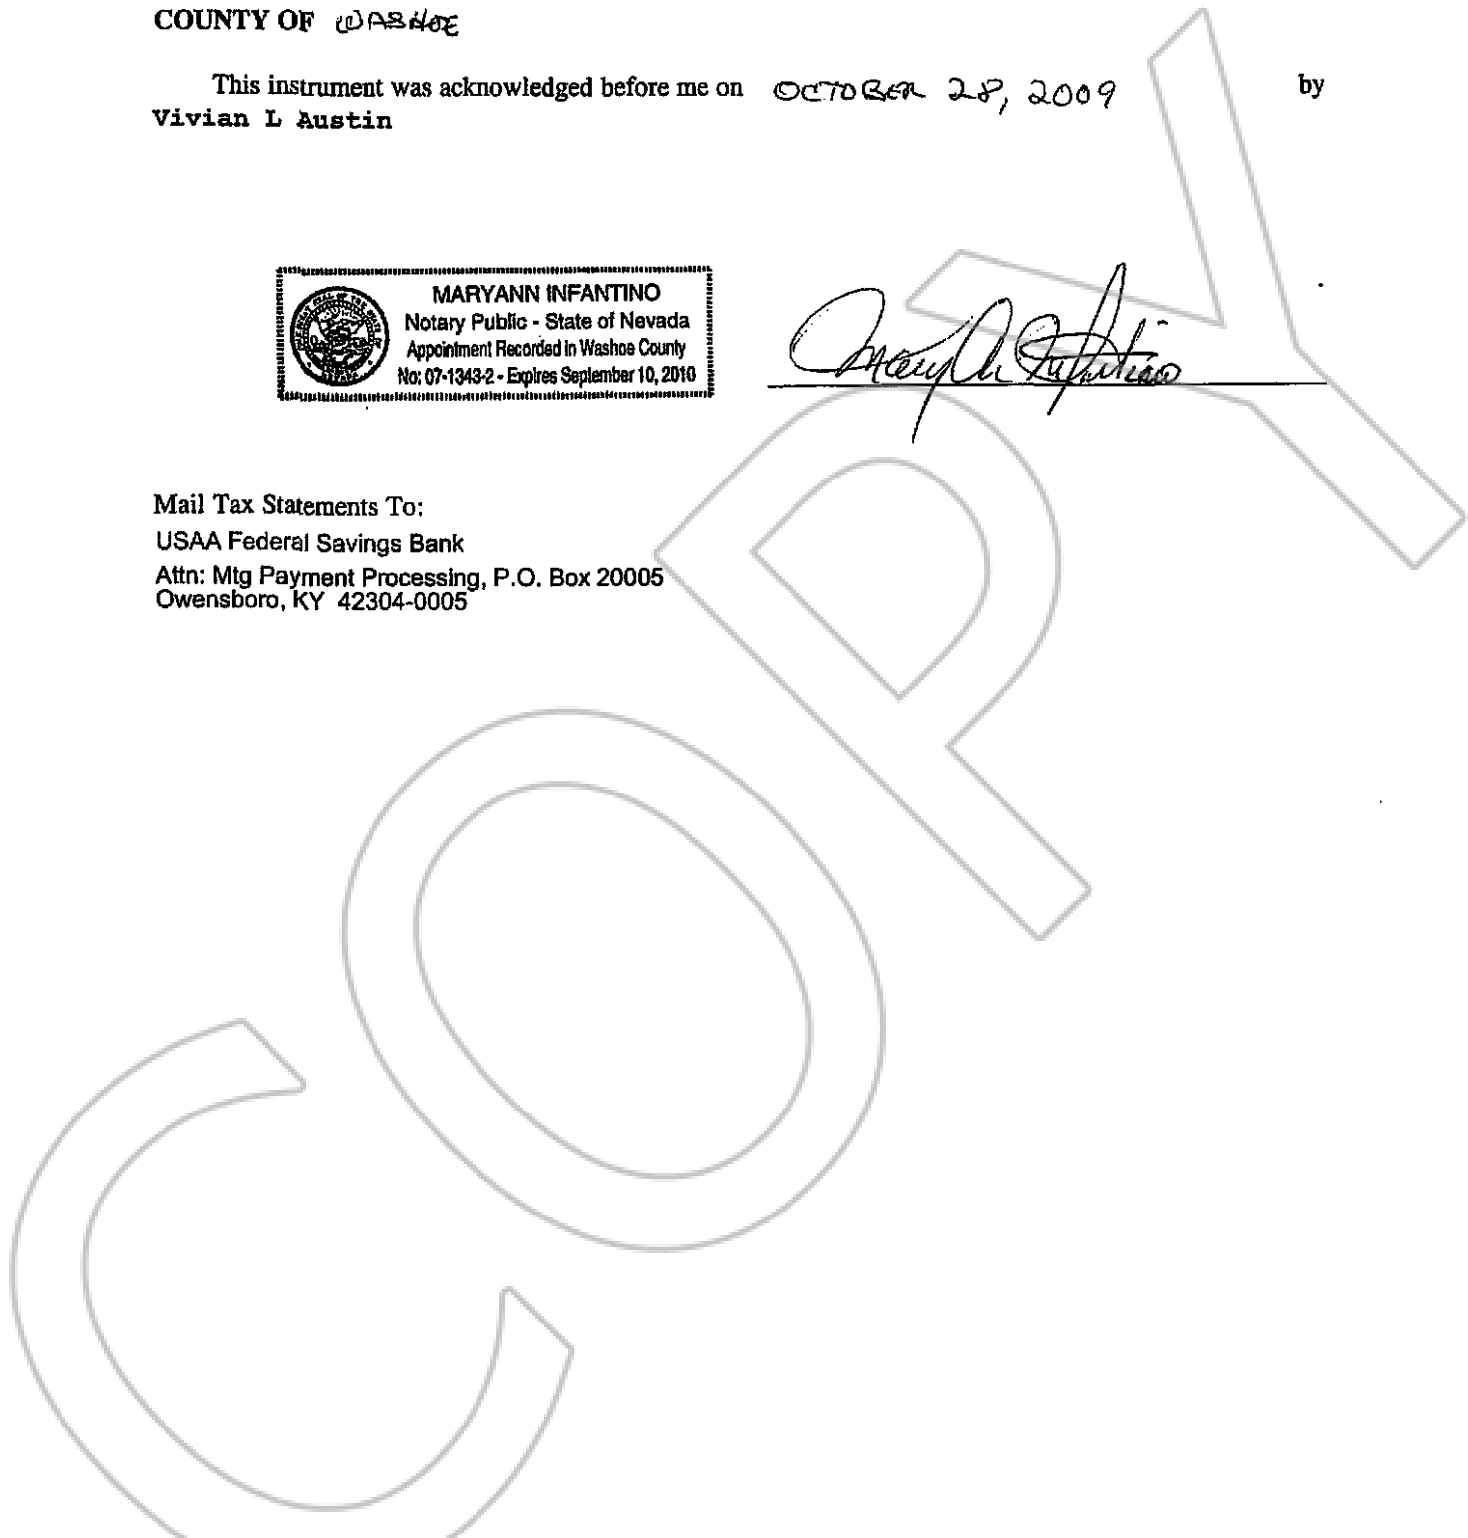 COUNTY OF WASHOE
This instrument was acknowledged before me on OCTOBER 28, 2009 by
Vivian L Austin
MARYANN INFANTINO
Notary Public - State of Nevada
Appointment Recorded in Washoe County
No: 07-1343-2 - Expires September 10, 2010
Mary A Infantino
Mail Tax Statements To:
USAA Federal Savings Bank
Attn: Mtg Payment Processing, P.O. Box 20005
Owensboro, KY 42304-0005
COPY